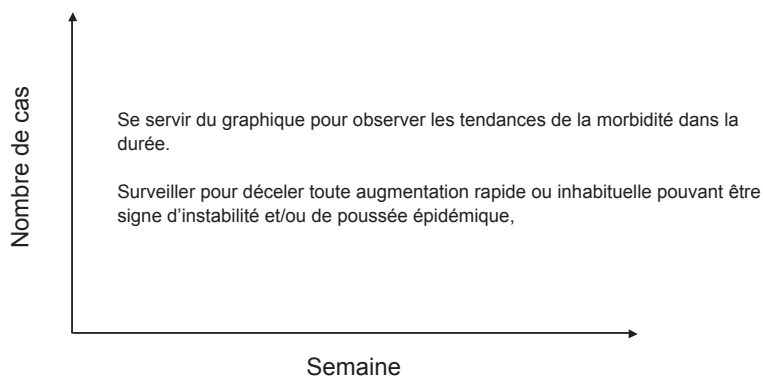 Nombre de cas
Se servir du graphique pour observer les tendances de la morbidité dans la
durée.
Surveiller pour déceler toute augmentation rapide ou inhabituelle pouvant être
signe d’instabilité et/ou de poussée épidémique,
Semaine